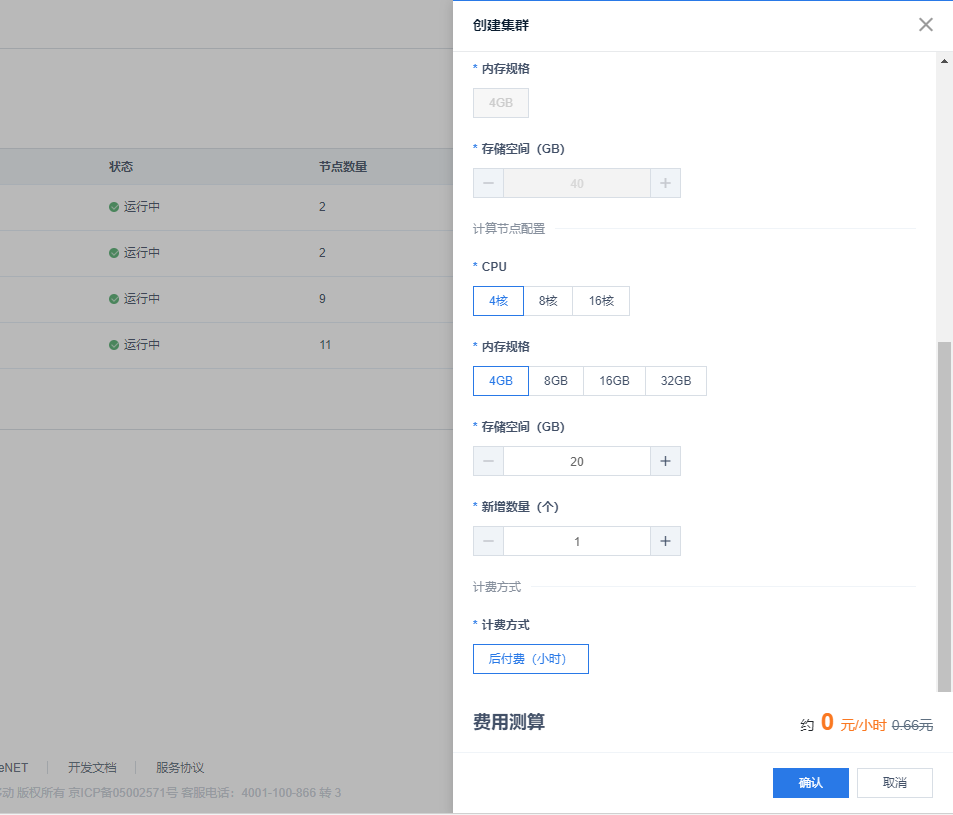 创建集群
* 内存规格
4GB
* 存储空间（GB）
40
计算节点配置
* CPU
4核 8核 16核
* 内存规格
4GB 8GB 16GB 32GB
* 存储空间（GB）
20
* 新增数量（个）
1
计费方式
* 计费方式
后付费（小时）
费用测算
约 0 元/小时 0.66元
确认 取消
状态 节点数量
运行中 2
运行中 2
运行中 9
运行中 11
eNET 开发文档 服务协议
移动 版权所有 京ICP备05002571号 客服电话：4001-100-866 转 3